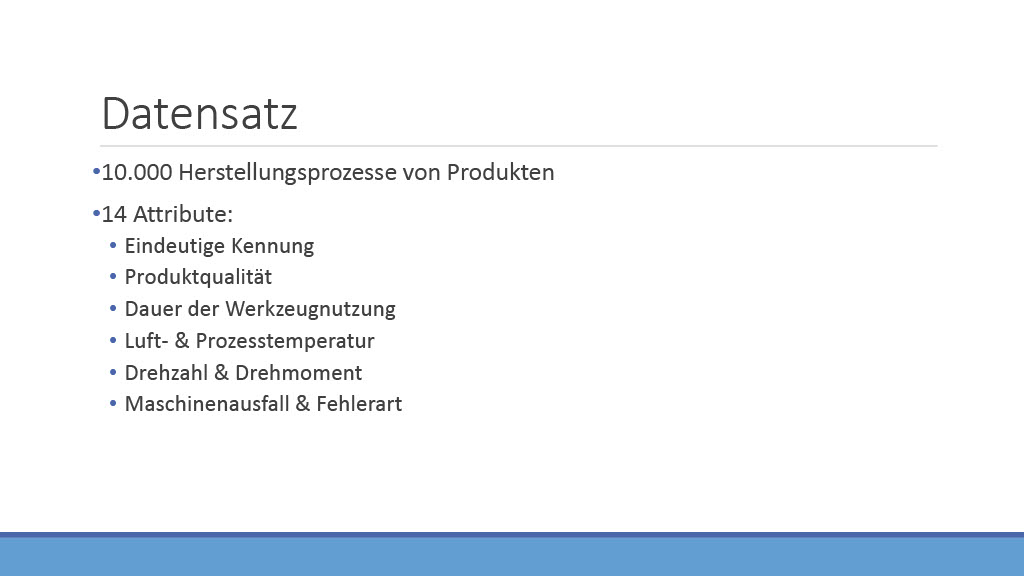 Datensatz
•10.000 Herstellungsprozesse von Produkten
•14 Attribute:
• Eindeutige Kennung
• Produktqualität
• Dauer der Werkzeugnutzung
• Luft- & Prozesstemperatur
• Drehzahl & Drehmoment
• Maschinenausfall & Fehlerart